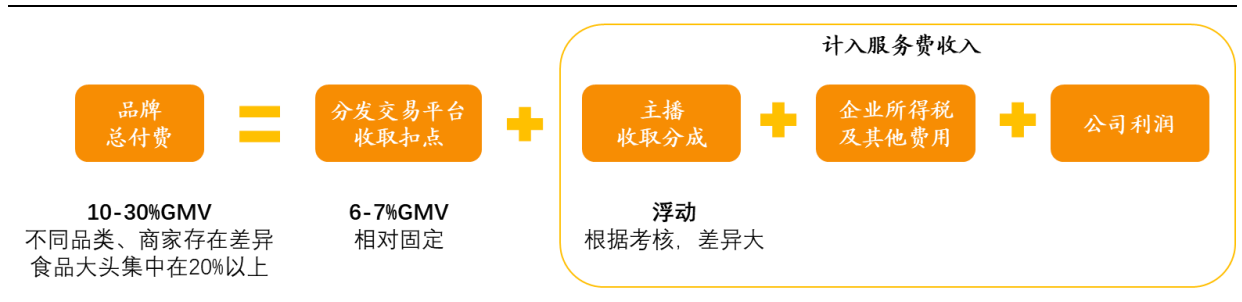 计入服务费收入
品牌
总付费
=
分发交易平台
收取扣点
+
主播
收取分成
+
企业所得税
及其他费用
+
公司利润
10-30%GMV
不同品类、商家存在差异
食品大头集中在20%以上
6-7%GMV
相对固定
浮动
根据考核,差异大